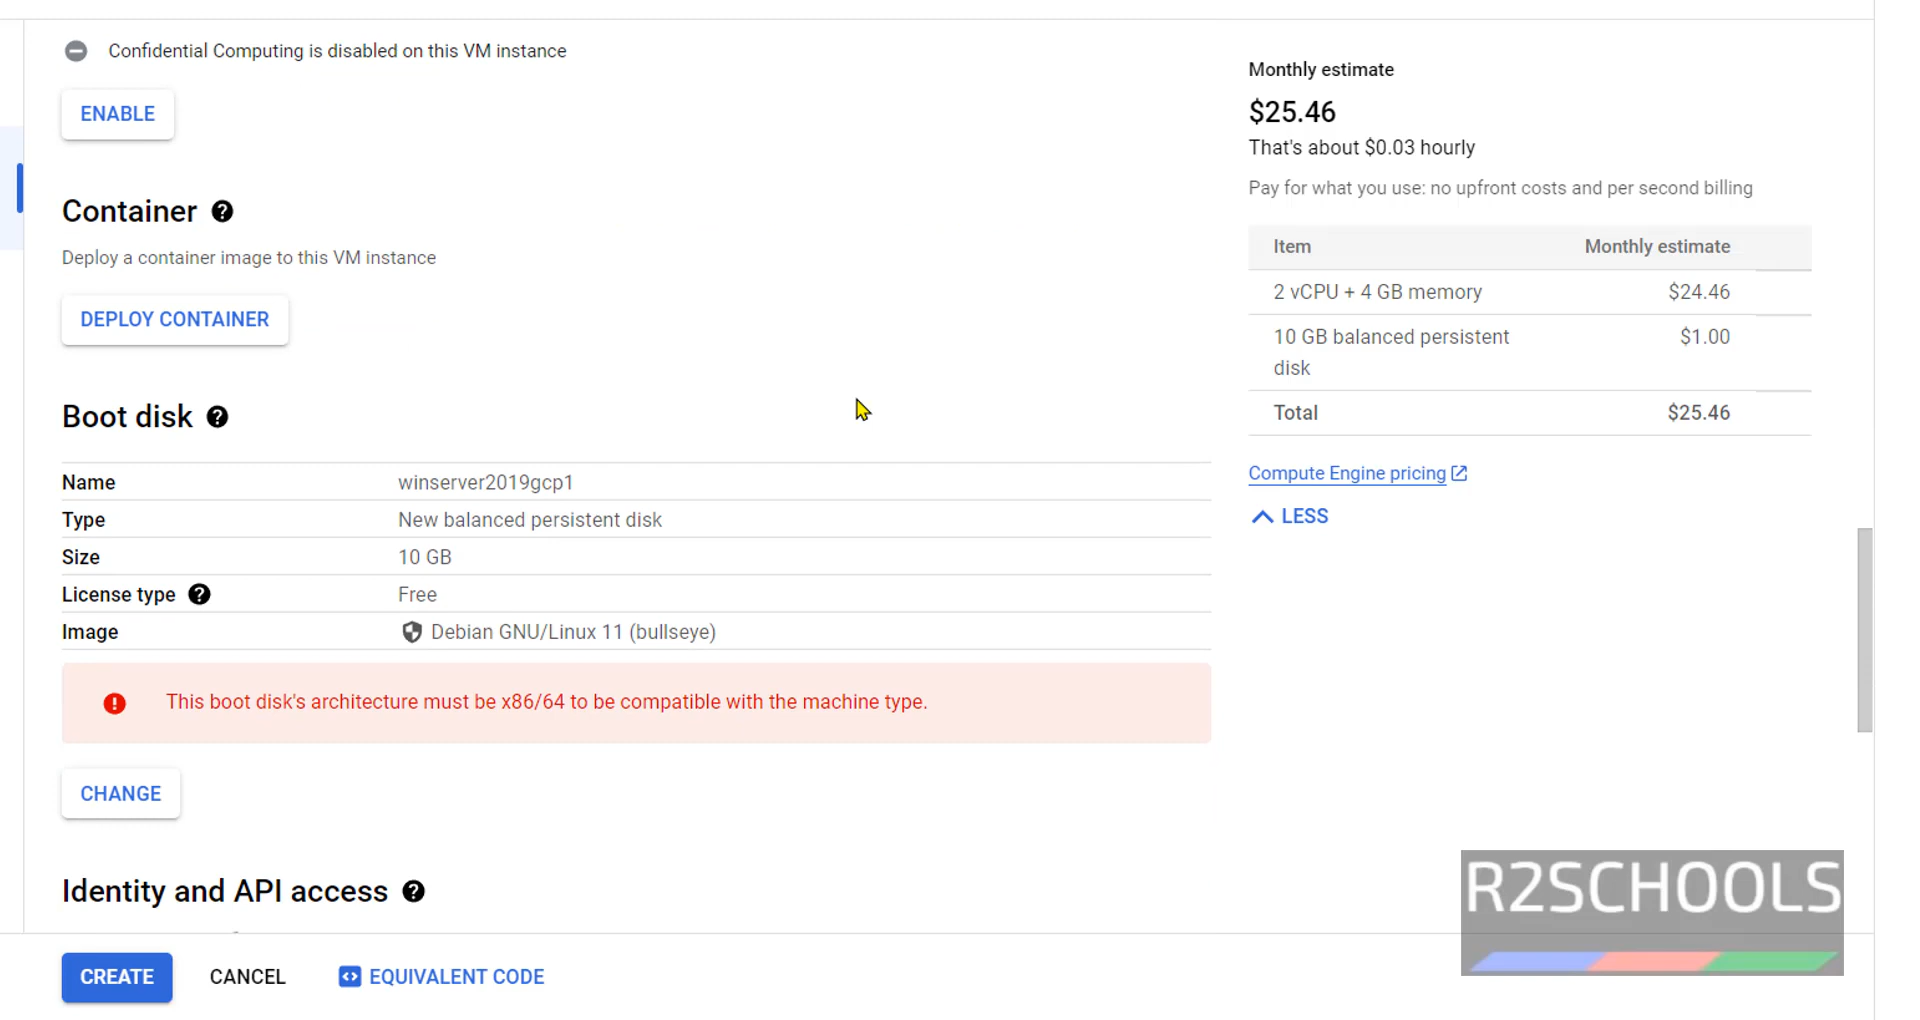 Confidential Computing is disabled on this VM instance
ENABLE
Container
Deploy a container image to this VM instance
DEPLOY CONTAINER
Boot disk
Name winserver2019gcp1
Type New balanced persistent disk
Size 10 GB
License type Free
Image Debian GNU/Linux 11 (bullseye)
This boot disk's architecture must be x86/64 to be compatible with the machine type.
CHANGE
Identity and API access
CREATE CANCEL EQUIVALENT CODE
Monthly estimate
$25.46
That's about $0.03 hourly
Pay for what you use: no upfront costs and per second billing
Item Monthly estimate
2 vCPU + 4 GB memory $24.46
10 GB balanced persistent $1.00
disk
Total $25.46
Compute Engine pricing
LESS
R2SCHOOLS